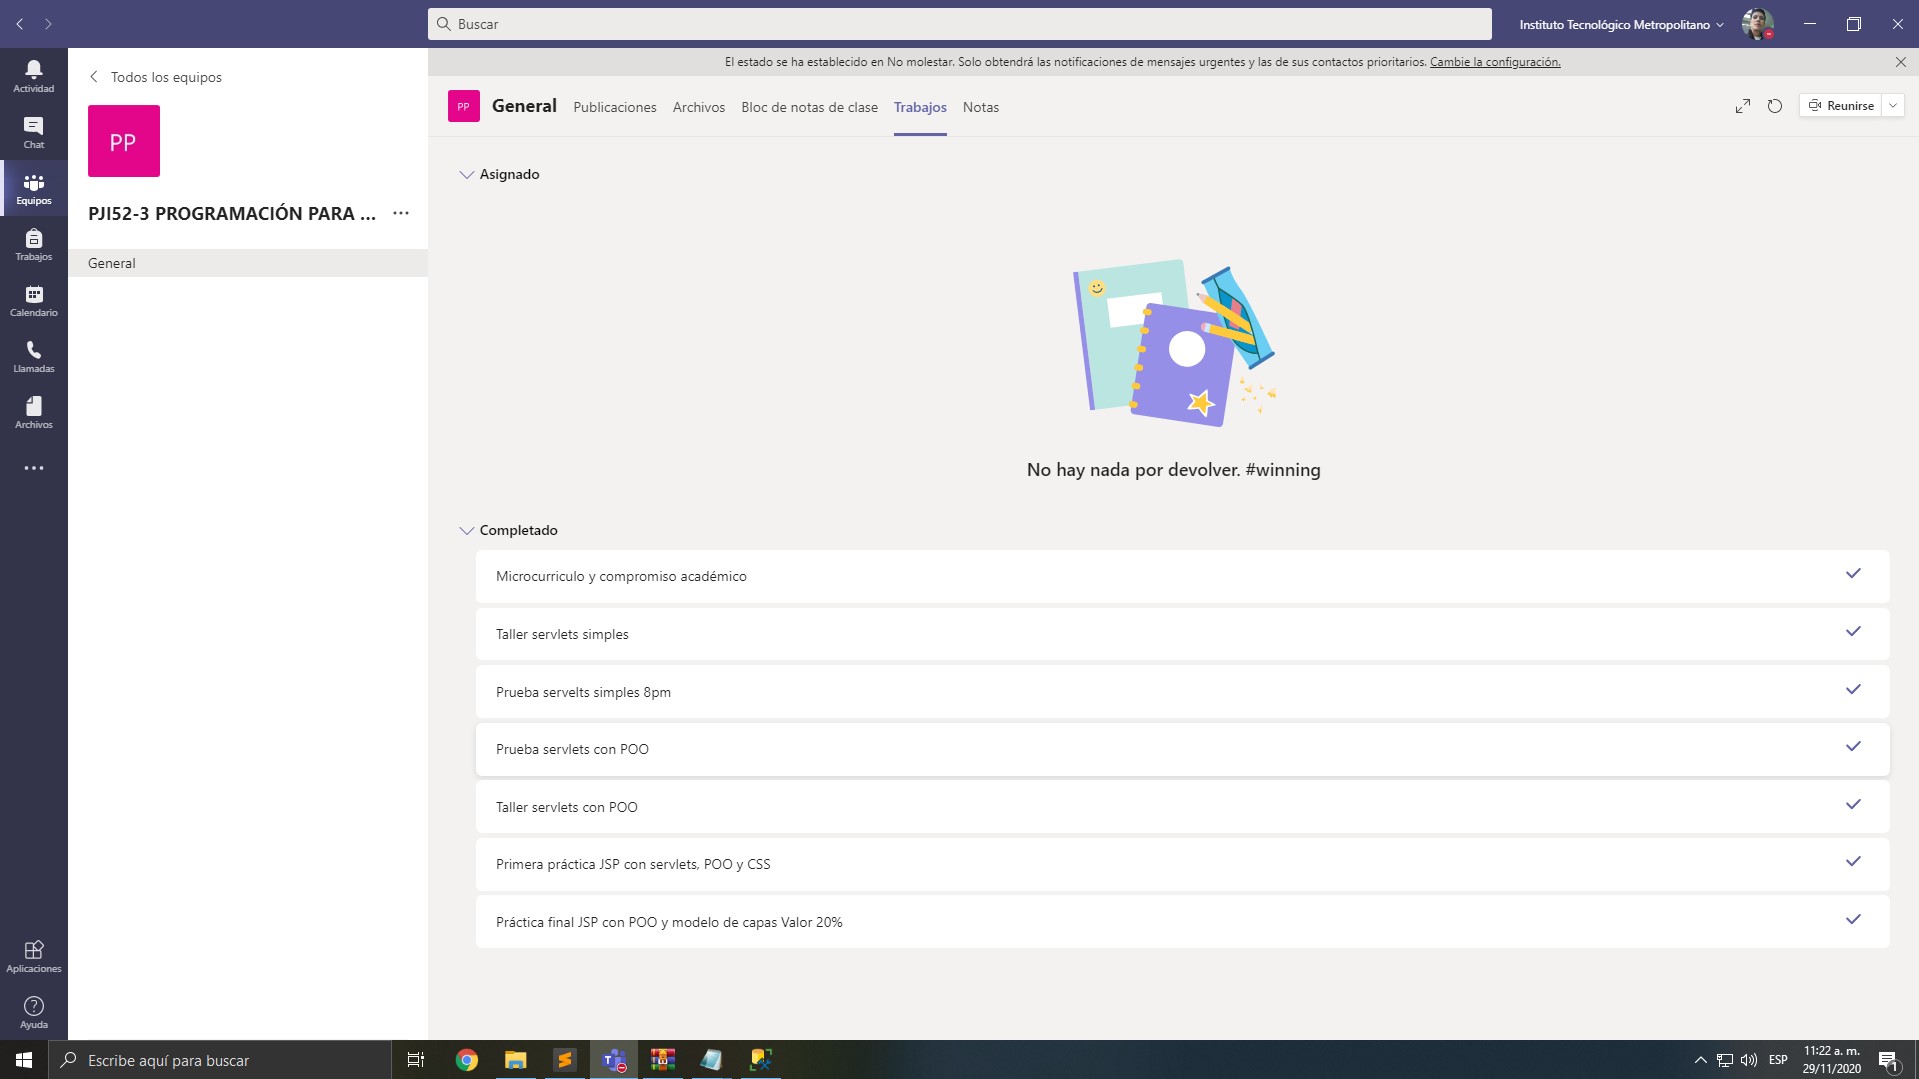 Buscar
Instituto Tecnológico Metropolitano
Actividad
Chat
Equipos
Trabajos
Calendario
Llamadas
Archivos
Aplicaciones
Ayuda
Todos los equipos
PP
PJI52-3 PROGRAMACIÓN PARA ...
General
El estado se ha establecido en No molestar. Solo obtendrá las notificaciones de mensajes urgentes y las de sus contactos prioritarios. Cambie la configuración.
PP General Publicaciones Archivos Bloc de notas de clase Trabajos Notas
Reunirse
Asignado
No hay nada por devolver. #winning
Completado
Microcurriculo y compromiso académico
Taller servlets simples
Prueba servelts simples 8pm
Prueba servlets con POO
Taller servlets con POO
Primera práctica JSP con servlets, POO y CSS
Práctica final JSP con POO y modelo de capas Valor 20%
Escribe aquí para buscar
ESP
11:22 a. m.
29/11/2020
1